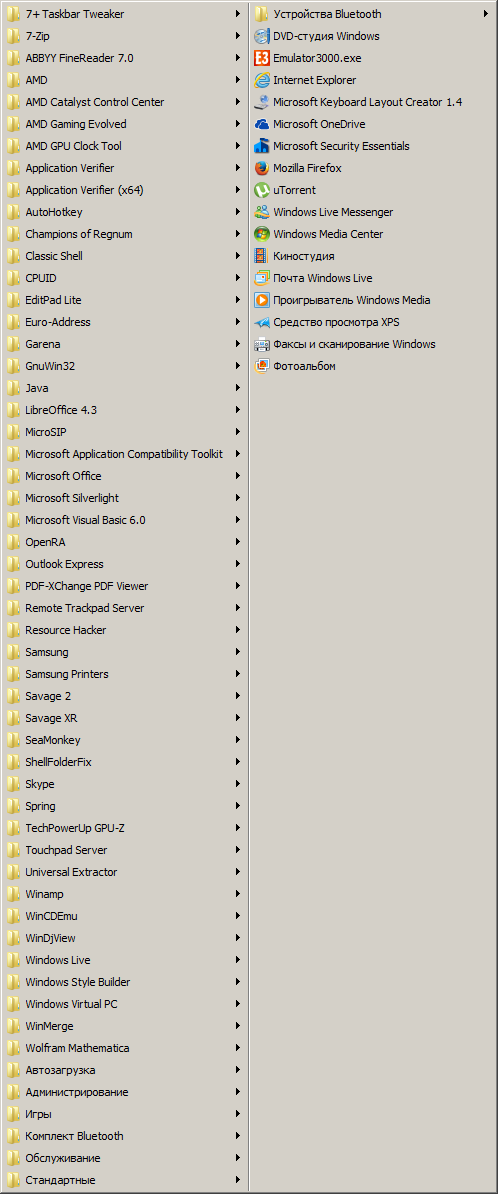 7+ Taskbar Tweaker
7-Zip
ABBYY FineReader 7.0
AMD
AMD Catalyst Control Center
AMD Gaming Evolved
AMD GPU Clock Tool
Application Verifier
Application Verifier (x64)
AutoHotkey
Champions of Regnum
Classic Shell
CPUID
EditPad Lite
Euro-Address
Garena
GnuWin32
Java
LibreOffice 4.3
MicroSIP
Microsoft Application Compatibility Toolkit
Microsoft Office
Microsoft Silverlight
Microsoft Visual Basic 6.0
OpenRA
Outlook Express
PDF-XChange PDF Viewer
Remote Trackpad Server
Resource Hacker
Samsung
Samsung Printers
Savage 2
Savage XR
SeaMonkey
ShellFolderFix
Skype
Spring
TechPowerUp GPU-Z
Touchpad Server
Universal Extractor
Winamp
WinCDEmu
WinDjView
Windows Live
Windows Style Builder
Windows Virtual PC
WinMerge
Wolfram Mathematica
Автозагрузка
Администрирование
Игры
Комплект Bluetooth
Обслуживание
Стандартные
Устройства Bluetooth
DVD-студия Windows
Emulator3000.exe
Internet Explorer
Microsoft Keyboard Layout Creator 1.4
Microsoft OneDrive
Microsoft Security Essentials
Mozilla Firefox
uTorrent
Windows Live Messenger
Windows Media Center
Киностудия
Почта Windows Live
Проигрыватель Windows Media
Средство просмотра XPS
Факсы и сканирование Windows
Фотоальбом